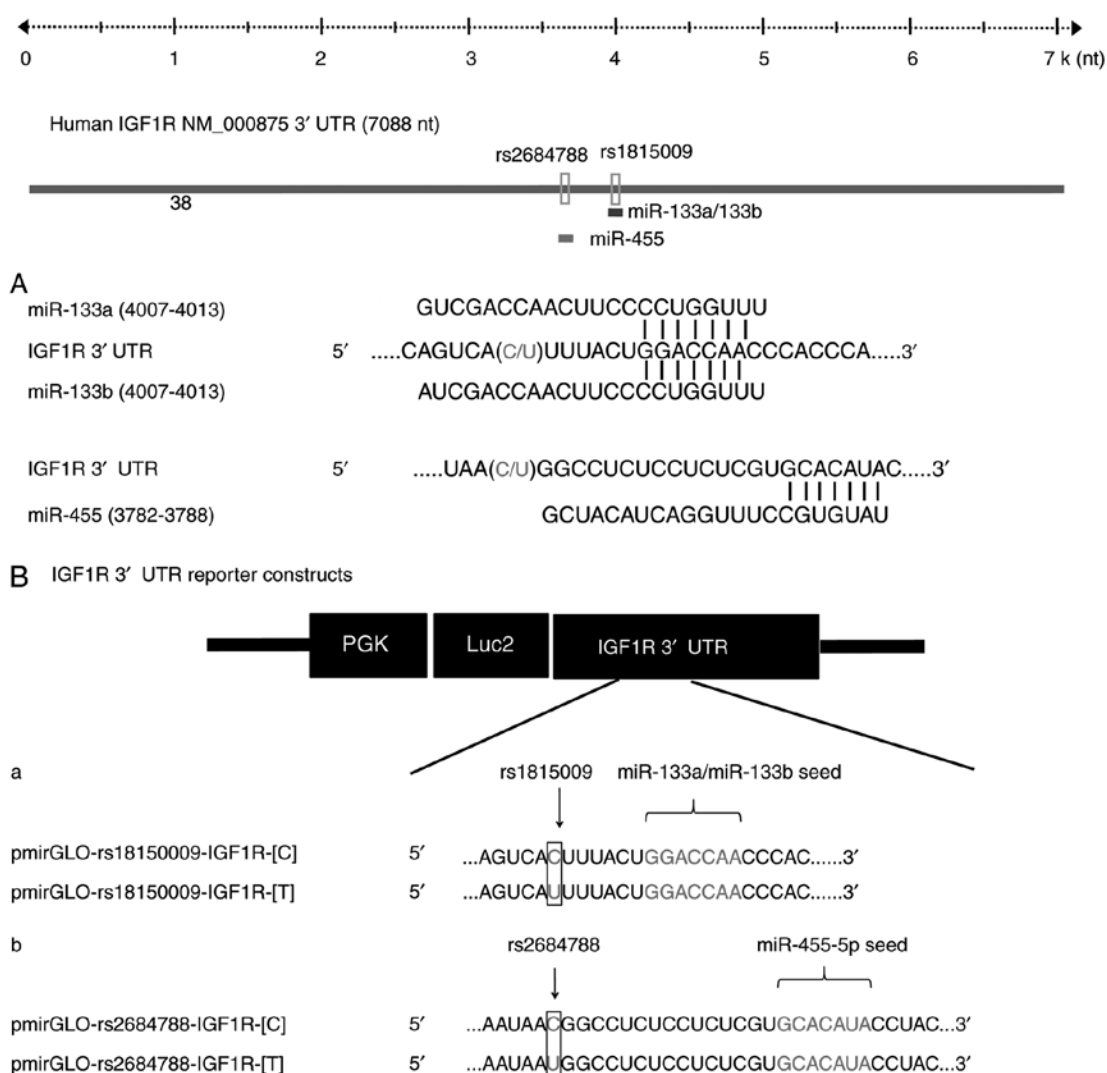 0 1 2 3 4 5 6 7 k (nt)
Human IGF1R NM_000875 3′ UTR (7088 nt)
rs2684788 rs1815009
38
miR-133a/133b
miR-455
A
miR-133a (4007-4013) GUCGACCAACUUCCCCUGGUUU
IGF1R 3′ UTR 5′ .....CAGUCA(C/U)UUUACUGGACCAACCCACCCA.....3′
miR-133b (4007-4013) AUCGACCAACUUCCCCUGGUUU
IGF1R 3′ UTR 5′ .....UAA(C/U)GGCCUCUCCUCUCGUGCACAUAC.....3′
miR-455 (3782-3788) GCUACAUCAGGUUUCCGUGUAU
B IGF1R 3′ UTR reporter constructs
PGK Luc2 IGF1R 3′ UTR
a rs1815009 miR-133a/miR-133b seed
pmirGLO-rs18150009-IGF1R-[C] 5′ ...AGUCACUUUACUGGACCAACCCAC......3′
pmirGLO-rs18150009-IGF1R-[T] 5′ ...AGUCAUUUUACUGGACCAACCCAC......3′
b rs2684788 miR-455-5p seed
pmirGLO-rs2684788-IGF1R-[C] 5′ ...AAUAACGGCCUCUCCUCUCGUGCACAUACCUAC...3′
pmirGLO-rs2684788-IGF1R-[T] 5′ ...AAUAAUGGCCUCUCCUCUCGUGCACAUACCUAC...3′